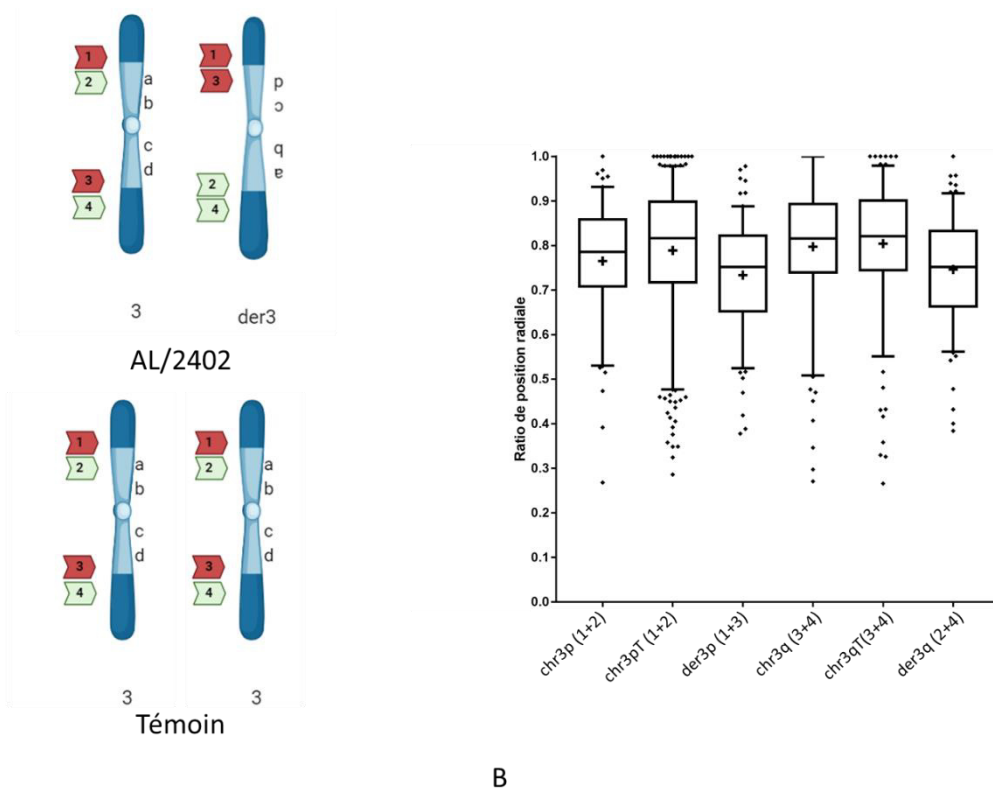 1
2
a
b
c
d
3
4
3
1
3
d
c
b
a
2
4
der3
AL/2402
1
2
a
b
c
d
3
4
3
1
2
a
b
c
d
3
4
3
Témoin
Ratio de position radiale
1.0
0.9
0.8
0.7
0.6
0.5
0.4
0.3
0.2
0.1
0.0
chr3p (1+2)
chr3pT (1+2)
der3p (1+3)
chr3q (3+4)
chr3qT(3+4)
der3q (2+4)
B